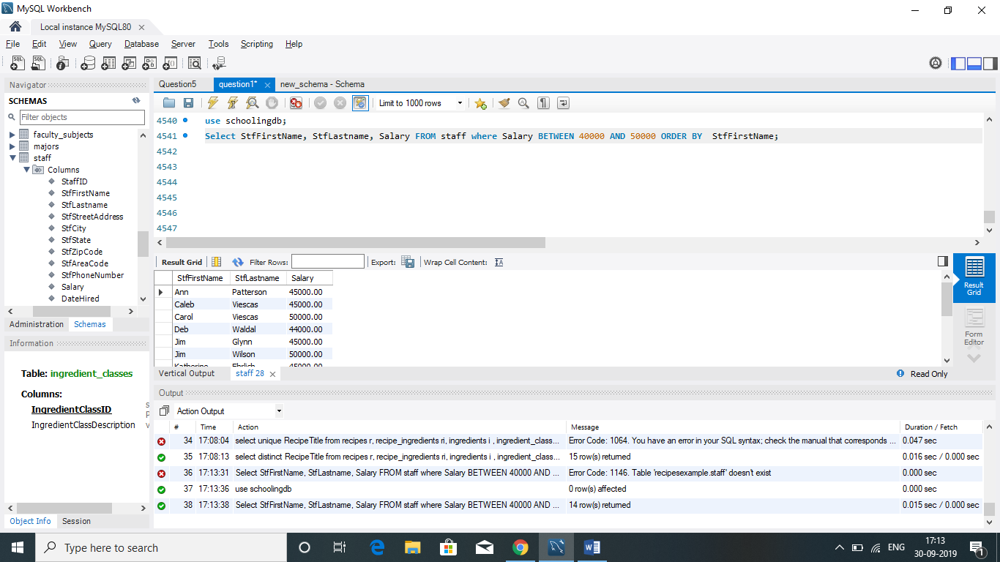 MySQL Workbench
Local instance MySQL80
File Edit View Query Database Server Tools Scripting Help
Navigator
SCHEMAS
Filter objects
faculty_subjects
majors
staff
Columns
StaffID
StfFirstName
StfLastname
StfStreetAddress
StfCity
StfState
StfZipCode
StfAreaCode
StfPhoneNumber
Salary
DateHired
Administration Schemas
Information
Table: ingredient_classes
Columns:
IngredientClassID
IngredientClassDescription
Object Info Session
Question5 question1* new_schema - Schema
Limit to 1000 rows
4540 use schoolingdb;
4541 Select StfFirstName, StfLastname, Salary FROM staff where Salary BETWEEN 40000 AND 50000 ORDER BY  StfFirstName;
4542
4543
4544
4545
4546
4547
Result Grid Filter Rows: Export: Wrap Cell Content:
StfFirstName StfLastname Salary
Ann Patterson 45000.00
Caleb Viescas 45000.00
Carol Viescas 50000.00
Deb Waldal 44000.00
Jim Glynn 45000.00
Jim Wilson 50000.00
Katherine Ehrlich 45000.00
Result
Grid
Form
Editor
Vertical Output staff 28 Read Only
Output
Action Output
# Time Action Message Duration / Fetch
34 17:08:04 select unique RecipeTitle from recipes r, recipe_ingredients ri, ingredients i , ingredient_class... Error Code: 1064. You have an error in your SQL syntax; check the manual that corresponds ... 0.047 sec
35 17:08:13 select distinct RecipeTitle from recipes r, recipe_ingredients ri, ingredients i , ingredient_class... 15 row(s) returned 0.016 sec / 0.000 sec
36 17:13:31 Select StfFirstName, StfLastname, Salary FROM staff where Salary BETWEEN 40000 AND ... Error Code: 1146. Table 'recipesexample.staff' doesn't exist 0.000 sec
37 17:13:36 use schoolingdb 0 row(s) affected 0.000 sec
38 17:13:38 Select StfFirstName, StfLastname, Salary FROM staff where Salary BETWEEN 40000 AND ... 14 row(s) returned 0.015 sec / 0.000 sec
Type here to search
ENG
17:13
30-09-2019
1